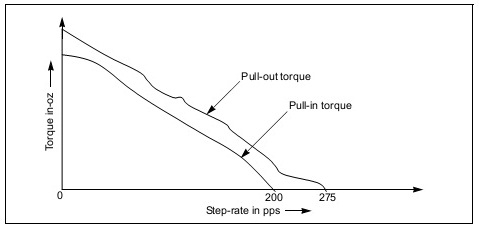 Pull-out torque
Pull-in torque
Torque in-oz
0
200
275
Step-rate in pps